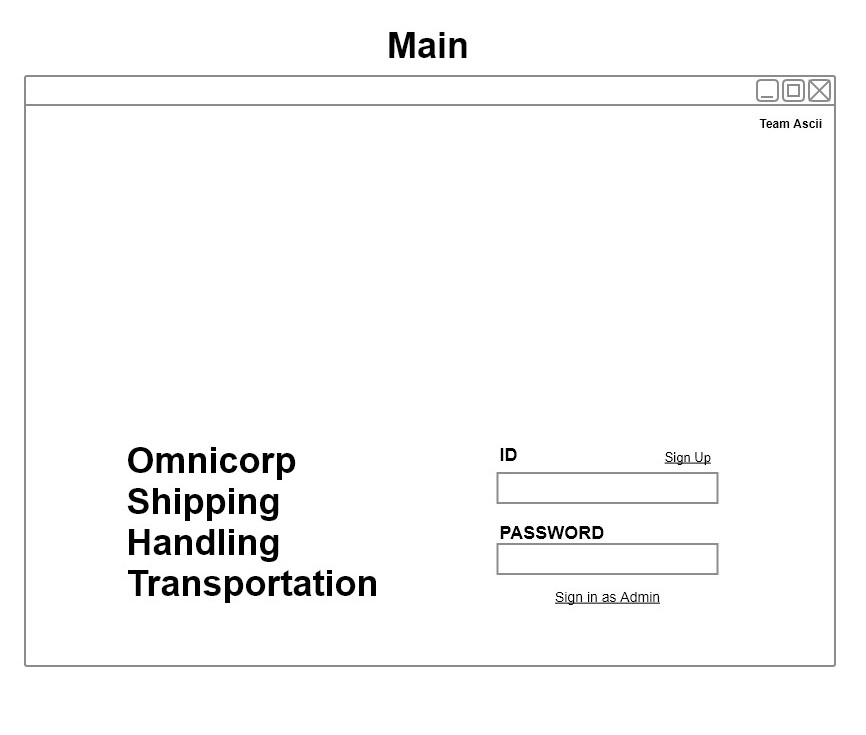 Main
Team Ascii
Omnicorp
Shipping
Handling
Transportation
ID
Sign Up
PASSWORD
Sign in as Admin